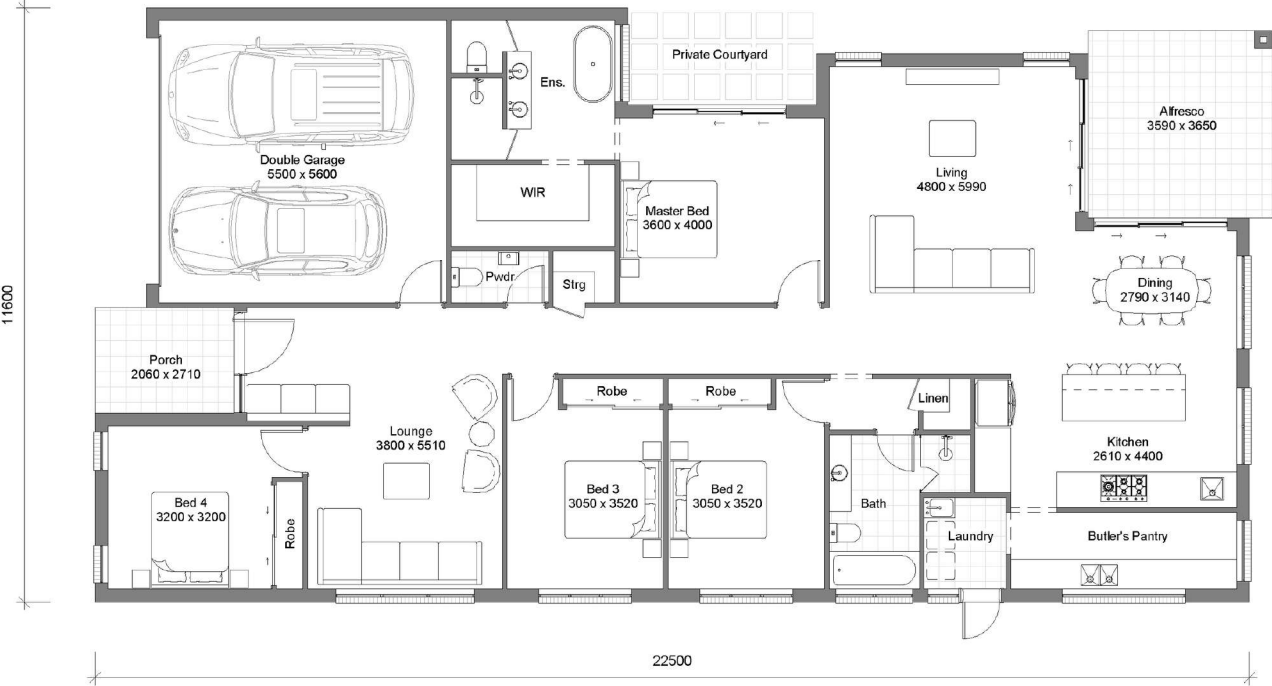 Private Courtyard
Ens.
Alfresco
3590 x 3650
Double Garage
5500 x 5600
Living
4800 x 5990
WIR
Master Bed
3600 x 4000
Pwdr
Strg
Dining
2790 x 3140
11600
Porch
2060 x 2710
Robe
Robe
Linen
Lounge
3800 x 5510
Kitchen
2610 x 4400
Bed 4
3200 x 3200
Bed 3
3050 x 3520
Bed 2
3050 x 3520
Bath
Robe
Laundry
Butler's Pantry
22500